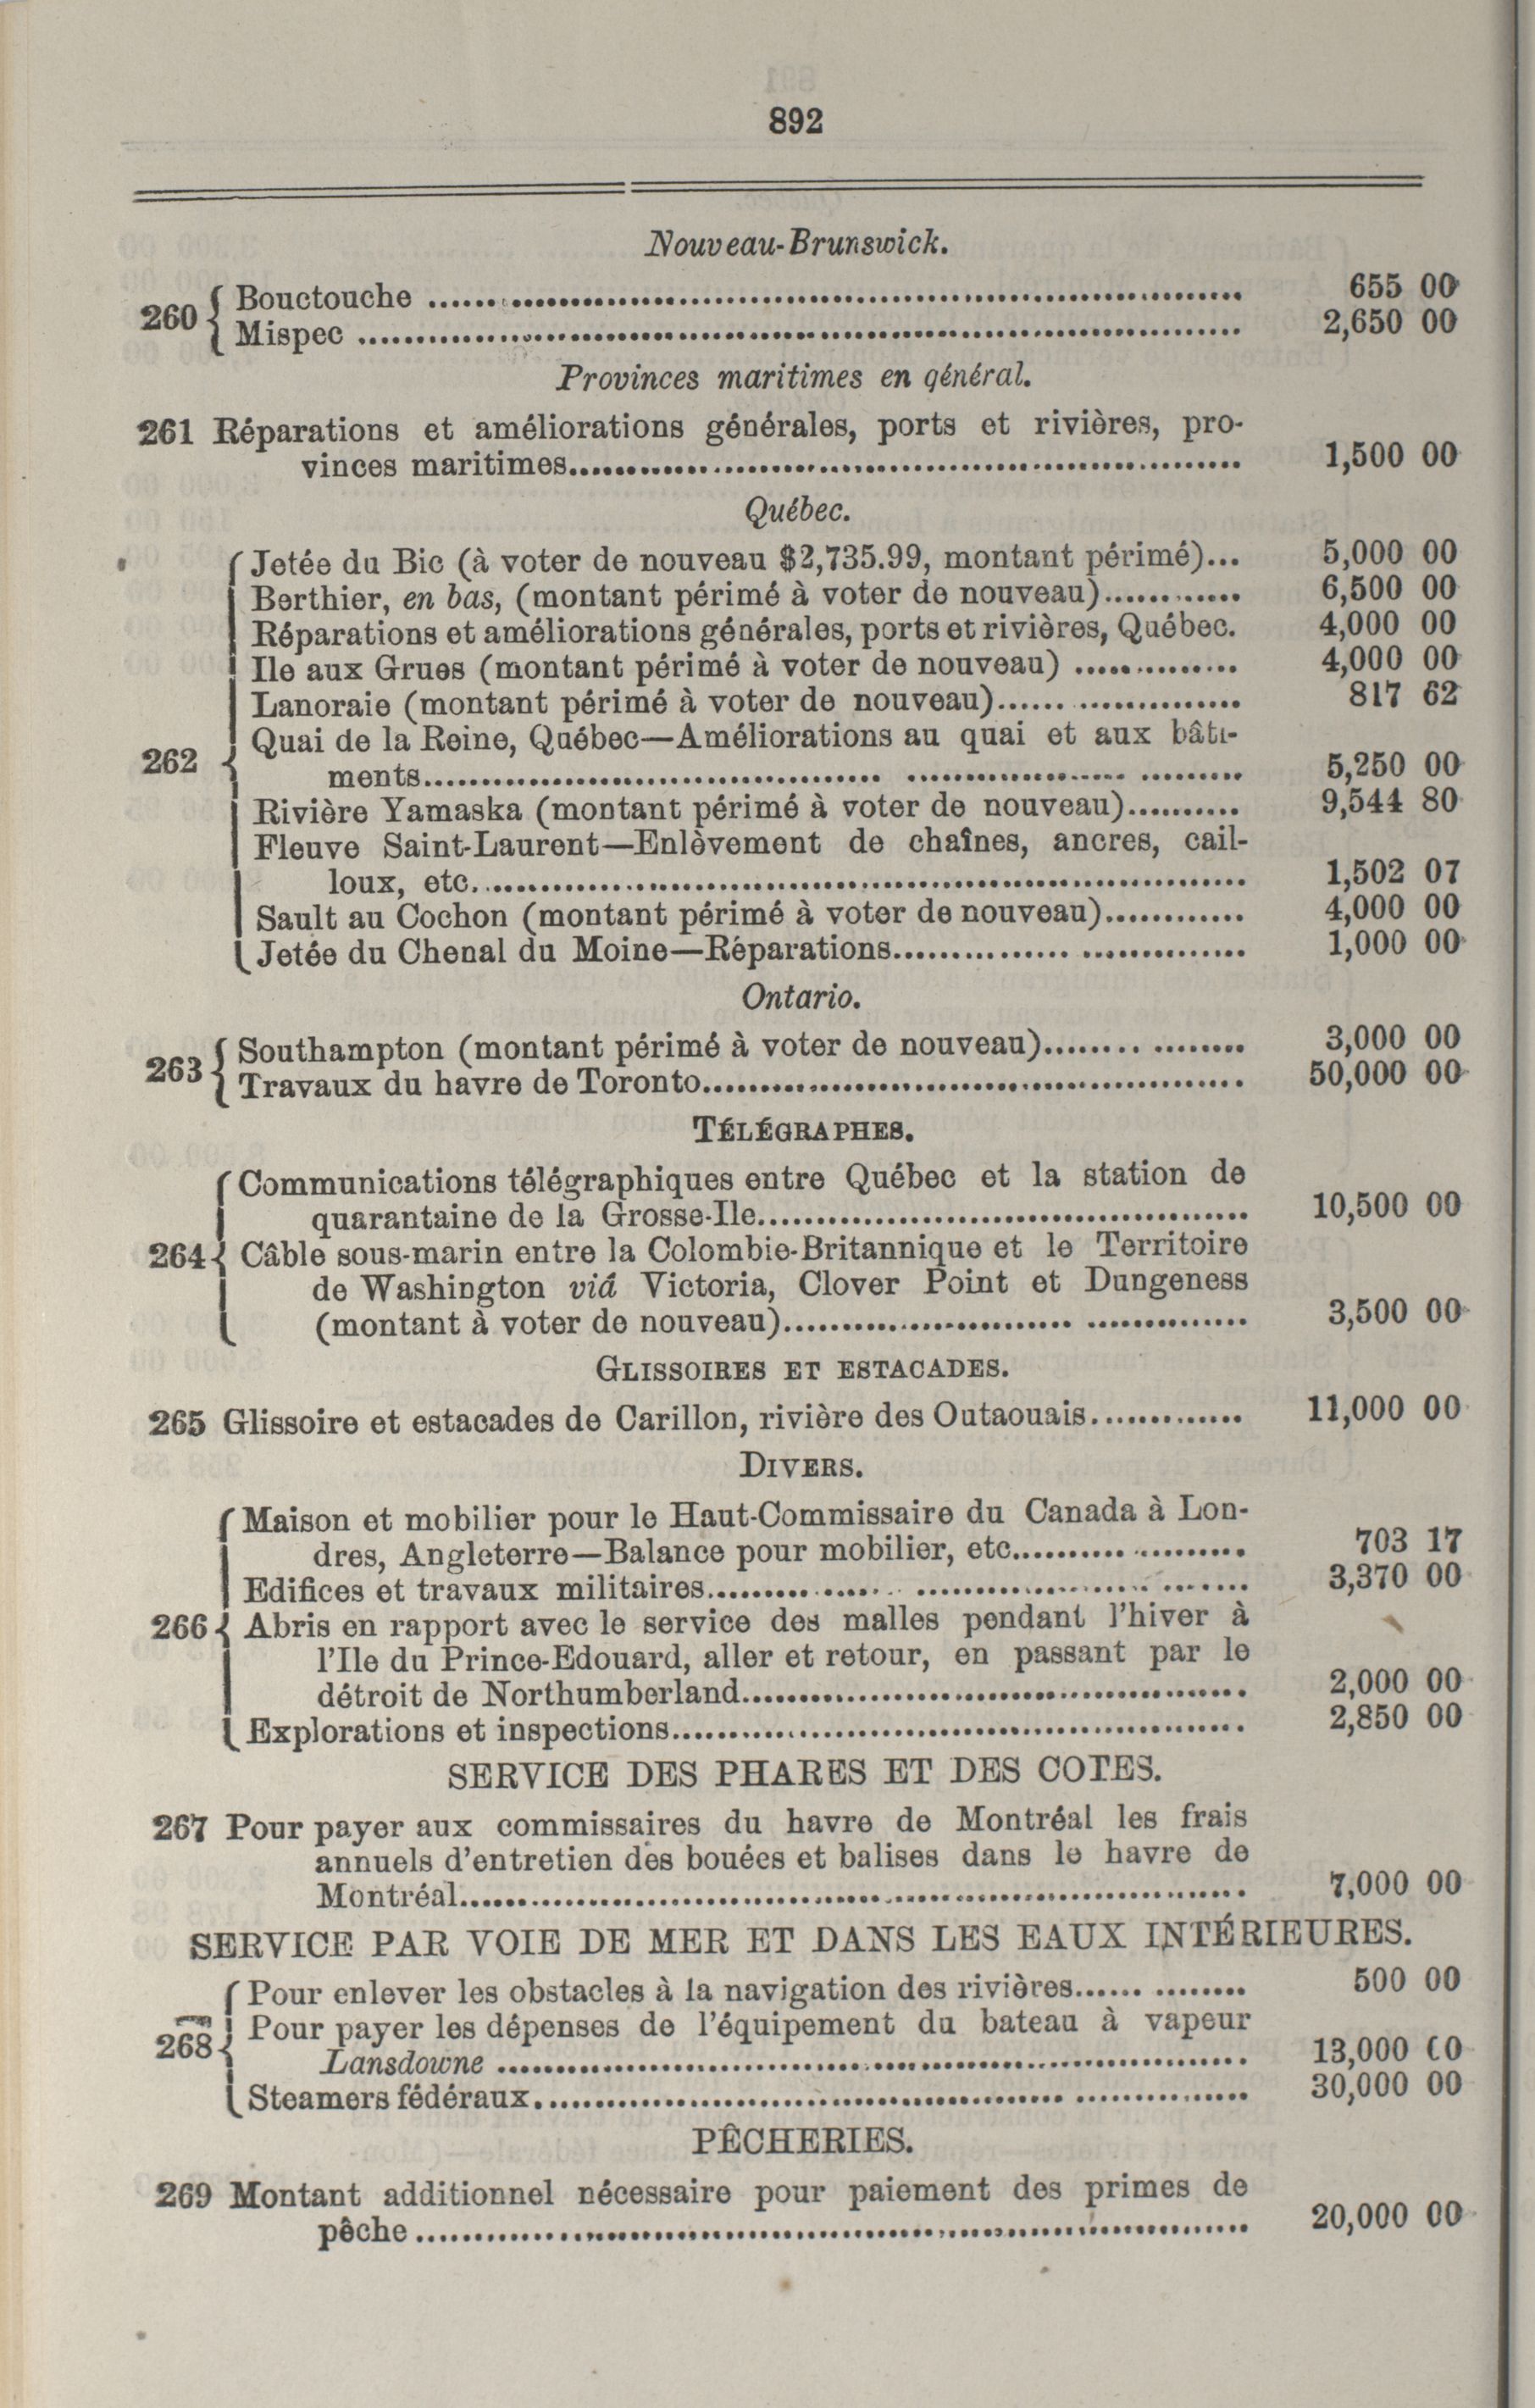 892
Nouveau-Brunswick.
260 { Bouctouche .................... 655 00
Mispec .................... 2,650 00
Provinces maritimes en général.
261 Réparations et améliorations générales, ports et rivières, pro-
vinces maritimes.................... 1,500 00
Québec.
Jetée du Bic (à voter de nouveau $2,735.99, montant périmé)... 5,000 00
Berthier, en bas, (montant périmé à voter de nouveau)............ 6,500 00
Réparations et améliorations générales, ports et rivières, Québec. 4,000 00
Ile aux Grues (montant périmé à voter de nouveau) .............. 4,000 00
Lanoraie (montant périmé à voter de nouveau).................... 817 62
262 { Quai de la Reine, Québec—Améliorations au quai et aux bâti-
ments.................... 5,250 00
Rivière Yamaska (montant périmé à voter de nouveau).......... 9,544 80
Fleuve Saint-Laurent—Enlèvement de chaînes, ancres, cail-
loux, etc.................... 1,502 07
Sault au Cochon (montant périmé à voter de nouveau)............ 4,000 00
Jetée du Chenal du Moine—Réparations.................... 1,000 00
Ontario.
263 { Southampton (montant périmé à voter de nouveau)................ 3,000 00
Travaux du havre de Toronto.................... 50,000 00
TÉLÉGRAPHES.
Communications télégraphiques entre Québec et la station de
quarantaine de la Grosse-Ile.................... 10,500 00
264 { Câble sous-marin entre la Colombie-Britannique et le Territoire
de Washington viâ Victoria, Clover Point et Dungeness
(montant à voter de nouveau).................... 3,500 00
GLISSOIRES ET ESTACADES.
265 Glissoire et estacades de Carillon, rivière des Outaouais............. 11,000 00
DIVERS.
Maison et mobilier pour le Haut-Commissaire du Canada à Lon-
dres, Angleterre—Balance pour mobilier, etc.................... 703 17
Edifices et travaux militaires.................... 3,370 00
266 { Abris en rapport avec le service des malles pendant l'hiver à
l'Ile du Prince-Edouard, aller et retour, en passant par le
détroit de Northumberland.................... 2,000 00
Explorations et inspections.................... 2,850 00
SERVICE DES PHARES ET DES COTES.
267 Pour payer aux commissaires du havre de Montréal les frais
annuels d'entretien des bouées et balises dans le havre de
Montréal.................... 7,000 00
SERVICE PAR VOIE DE MER ET DANS LES EAUX INTÉRIEURES.
Pour enlever les obstacles à la navigation des rivières.............. 500 00
268 { Pour payer les dépenses de l'équipement du bateau à vapeur
Lansdowne .................... 13,000 00
Steamers fédéraux.................... 30,000 00
PÊCHERIES.
269 Montant additionnel nécessaire pour paiement des primes de
pêche .................... 20,000 00